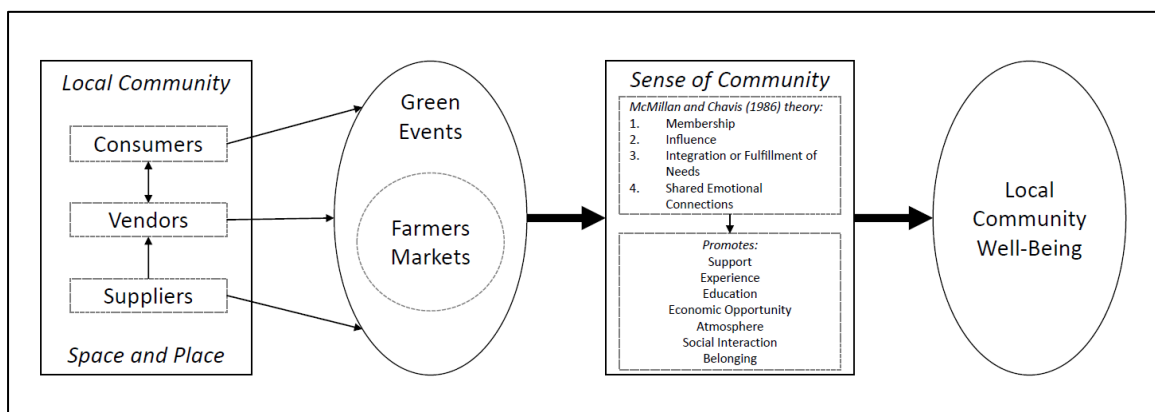 Local Community
Consumers
Vendors
Suppliers
Space and Place
Green
Events
Farmers
Markets
Sense of Community
McMillan and Chavis (1986) theory:
1. Membership
2. Influence
3. Integration or Fulfillment of
Needs
4. Shared Emotional
Connections
Promotes:
Support
Experience
Education
Economic Opportunity
Atmosphere
Social Interaction
Belonging
Local
Community
Well-Being